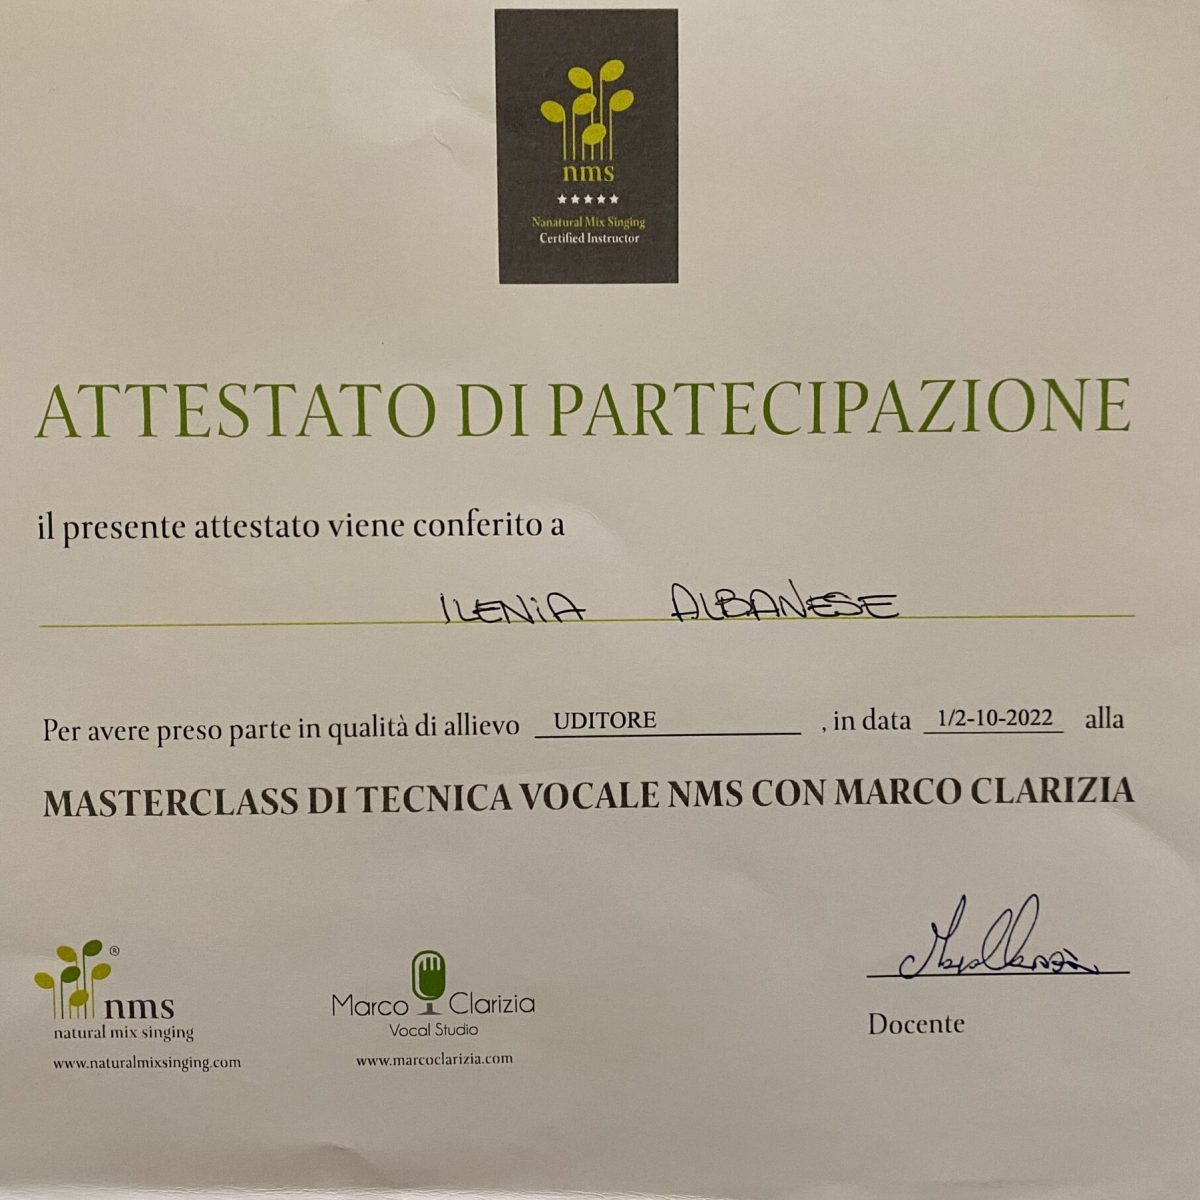 nms
Nanatural Mix Singing
Certified Instructor
ATTESTATO DI PARTECIPAZIONE
il presente attestato viene conferito a
ILENIA ALBANESE
Per avere preso parte in qualità di allievo UDITORE , in data 1/2-10-2022 alla
MASTERCLASS DI TECNICA VOCALE NMS CON MARCO CLARIZIA
®
nms
natural mix singing
www.naturalmixsinging.com
Marco Clarizia
Vocal Studio
www.marcoclarizia.com
Docente